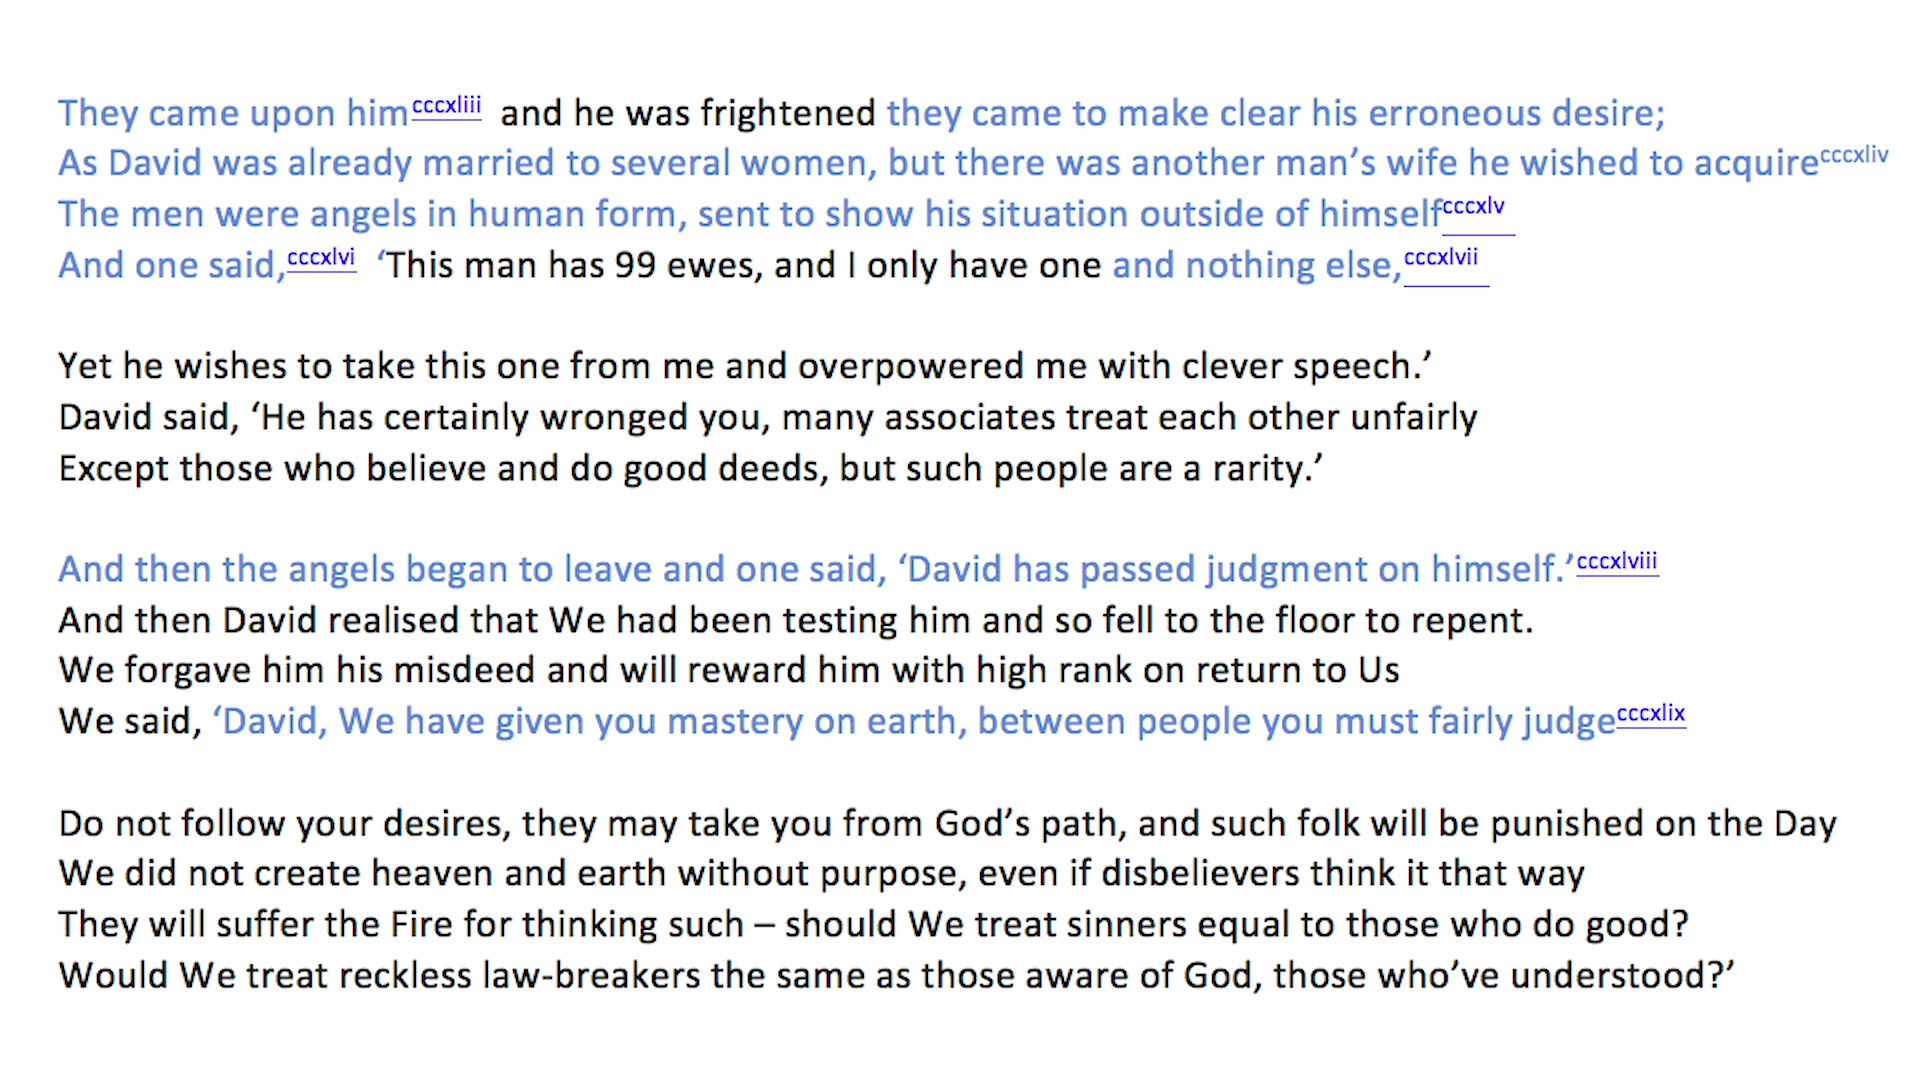 They came upon himcccxliii and he was frightened they came to make clear his erroneous desire;
As David was already married to several women, but there was another man’s wife he wished to acquirecccxliv
The men were angels in human form, sent to show his situation outside of himselfcccxlv
And one said,cccxlvi ‘This man has 99 ewes, and I only have one and nothing else,cccxlvii
Yet he wishes to take this one from me and overpowered me with clever speech.’
David said, ‘He has certainly wronged you, many associates treat each other unfairly
Except those who believe and do good deeds, but such people are a rarity.’
And then the angels began to leave and one said, ‘David has passed judgment on himself.’cccxlviii
And then David realised that We had been testing him and so fell to the floor to repent.
We forgave him his misdeed and will reward him with high rank on return to Us
We said, ‘David, We have given you mastery on earth, between people you must fairly judgecccxlix
Do not follow your desires, they may take you from God’s path, and such folk will be punished on the Day
We did not create heaven and earth without purpose, even if disbelievers think it that way
They will suffer the Fire for thinking such – should We treat sinners equal to those who do good?
Would We treat reckless law-breakers the same as those aware of God, those who’ve understood?’